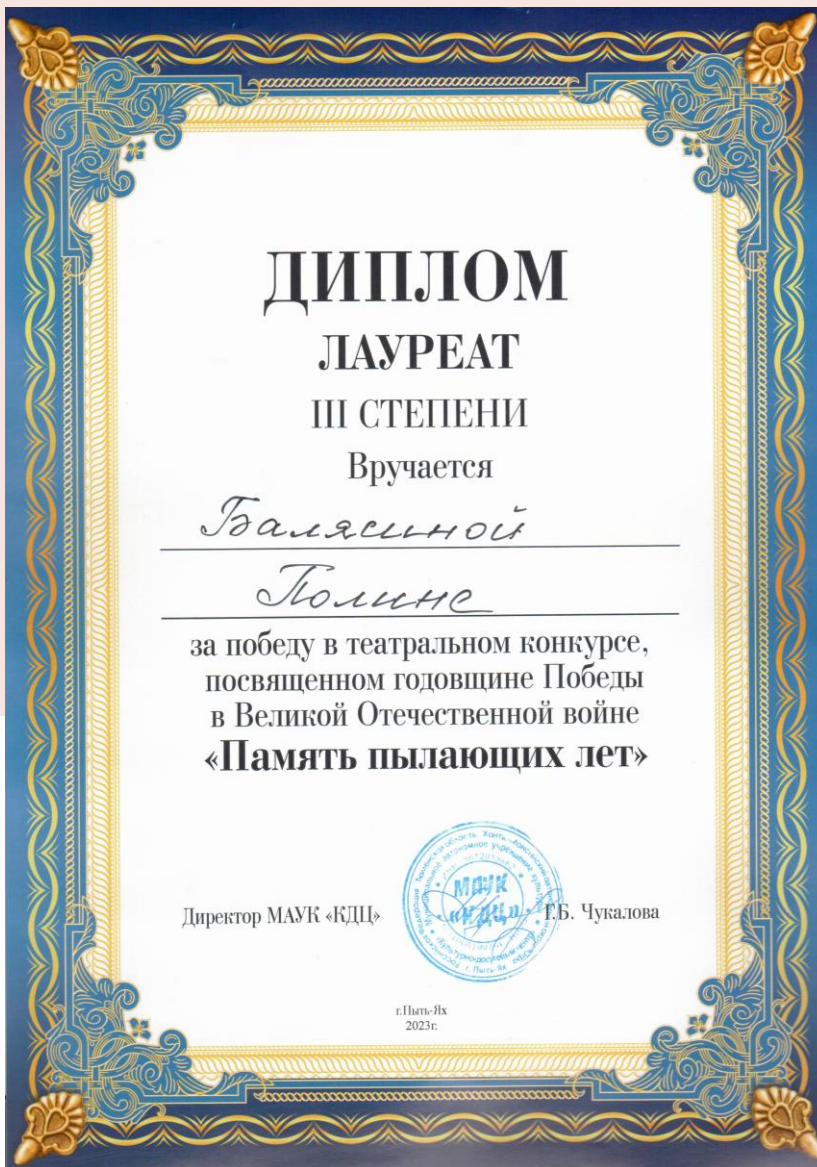 ДИПЛОМ
ЛАУРЕАТ
III СТЕПЕНИ
Вручается
Балясиной
Полине
за победу в театральном конкурсе,
посвященном годовщине Победы
в Великой Отечественной войне
«Память пылающих лет»
Директор МАУК «КДЦ»
МАУК
«КДЦ»
Г.Б. Чукалова
г.Пыть-Ях
2023г.